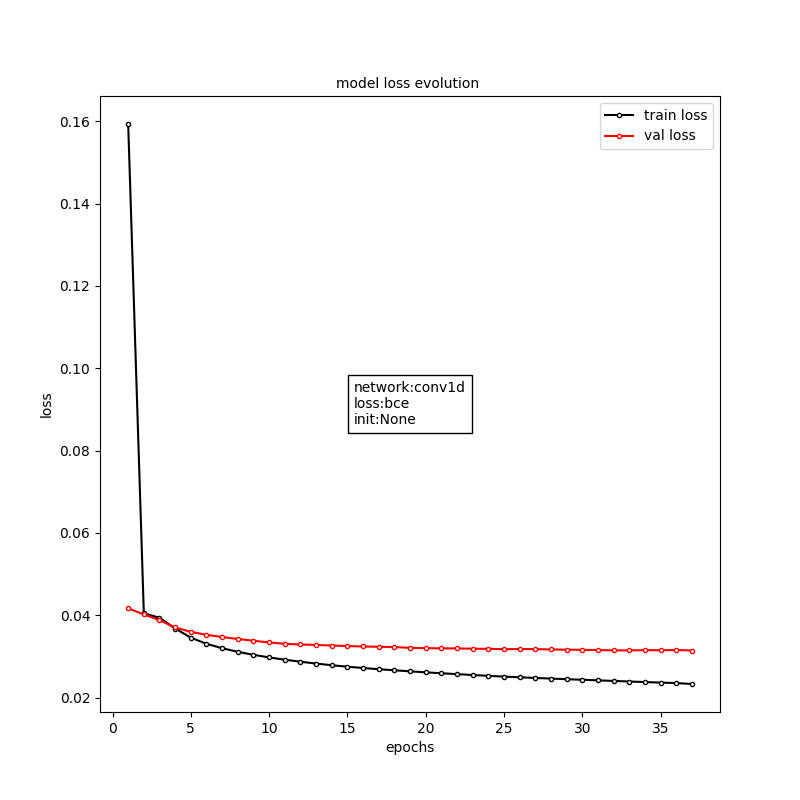 model loss evolution
train loss
val loss
0.16
0.14
0.12
0.10
0.08
0.06
0.04
0.02
loss
network:conv1d
loss:bce
init:None
0 5 10 15 20 25 30 35
epochs